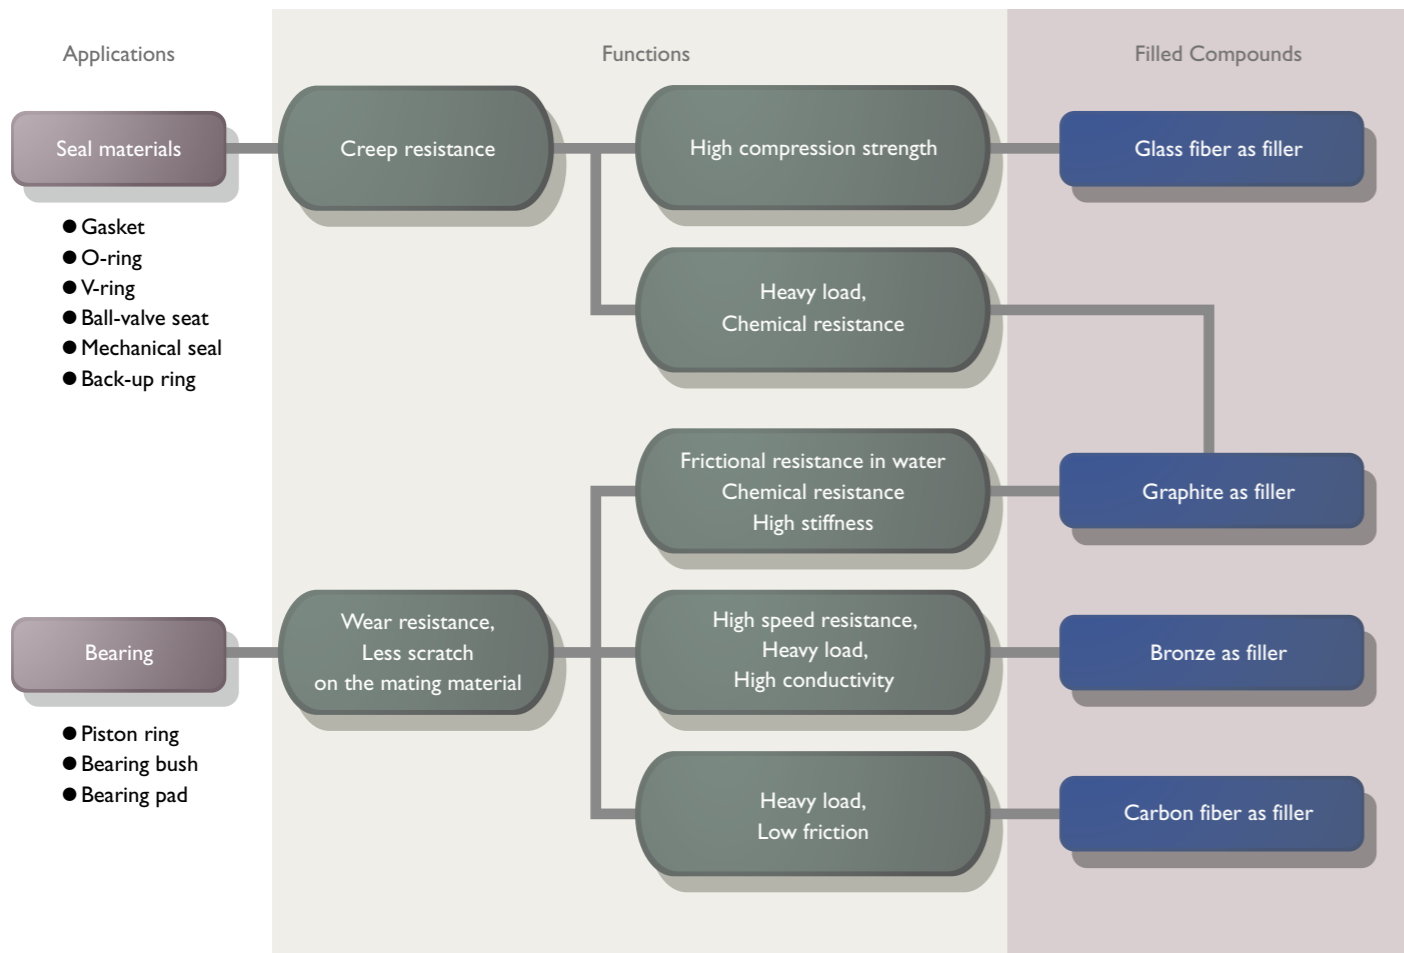 Applications
Functions
Filled Compounds
Seal materials
Creep resistance
High compression strength
Glass fiber as filler
● Gasket
● O-ring
● V-ring
● Ball-valve seat
● Mechanical seal
● Back-up ring
Heavy load,
Chemical resistance
Frictional resistance in water
Chemical resistance
High stiffness
Graphite as filler
Bearing
Wear resistance,
Less scratch
on the mating material
High speed resistance,
Heavy load,
High conductivity
Bronze as filler
● Piston ring
● Bearing bush
● Bearing pad
Heavy load,
Low friction
Carbon fiber as filler